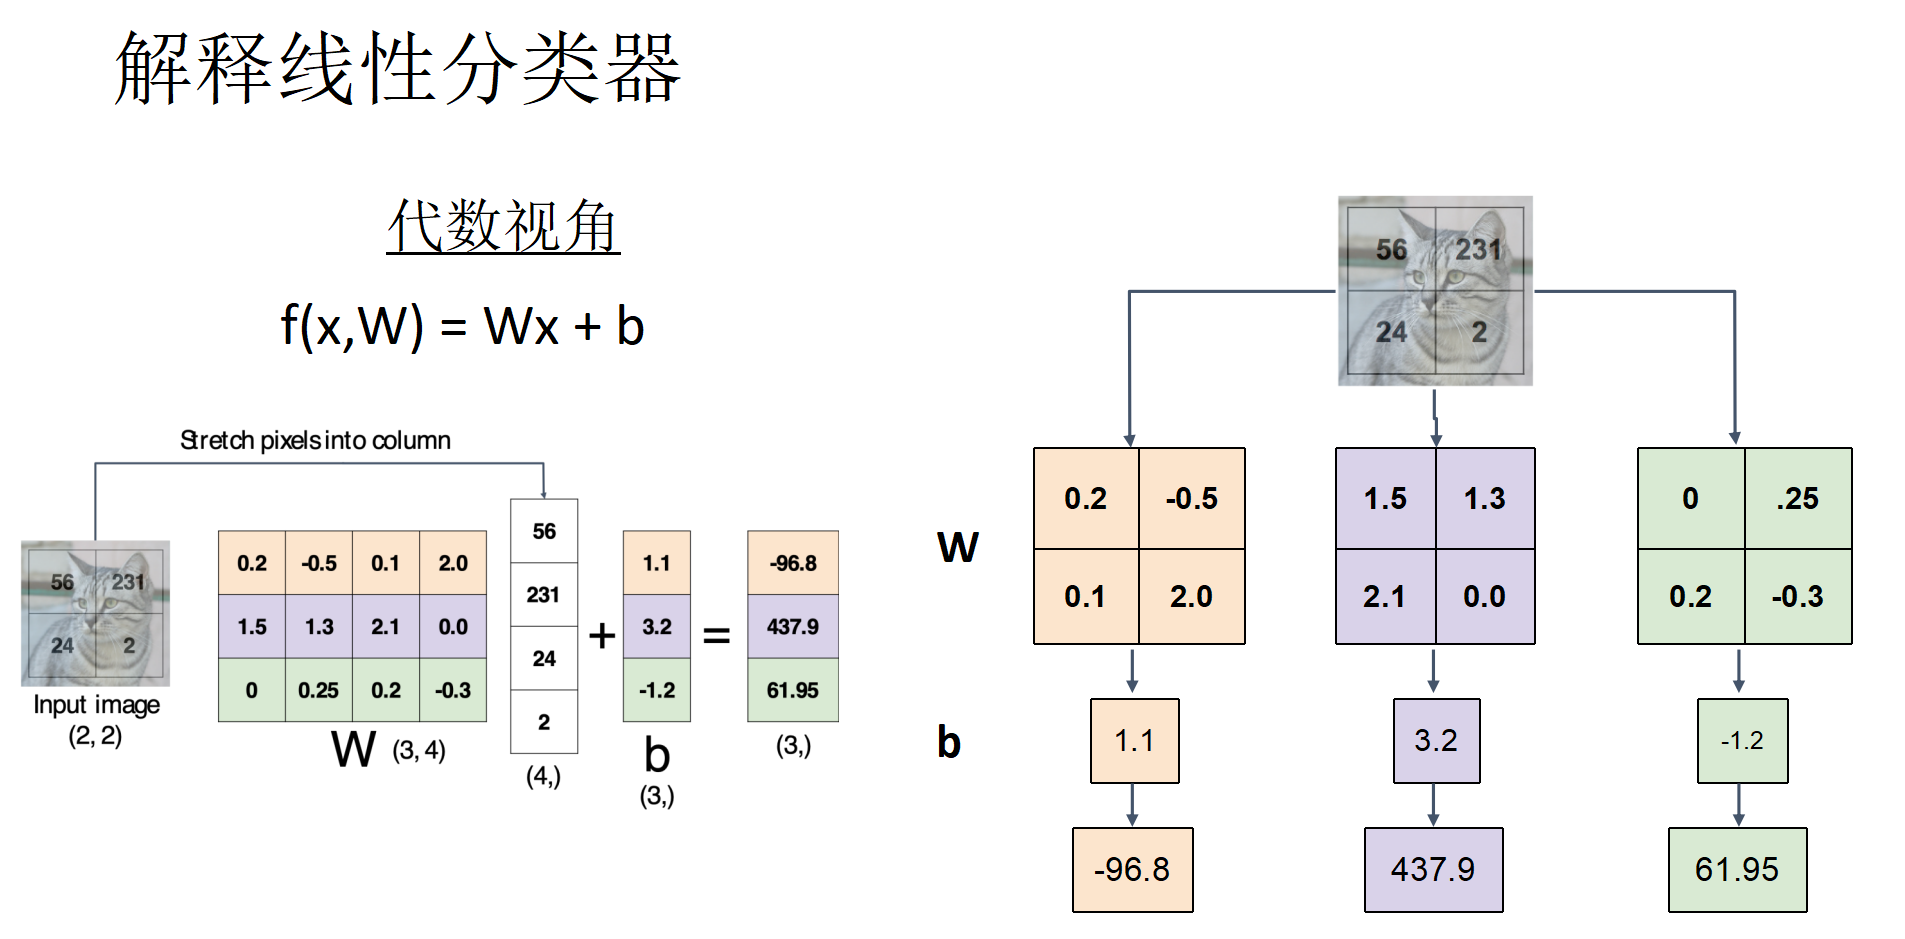 解释线性分类器
代数视角
f(x,W) = Wx + b
Stretch pixels into column
56 231
24 2
Input image
(2, 2)
0.2 -0.5 0.1 2.0
1.5 1.3 2.1 0.0
0 0.25 0.2 -0.3
W (3, 4)
56
231
24
2
(4,)
+
1.1
3.2
-1.2
b
(3,)
=
-96.8
437.9
61.95
(3,)
56 231
24 2
W
0.2 -0.5
0.1 2.0
1.5 1.3
2.1 0.0
0 .25
0.2 -0.3
b
1.1
3.2
-1.2
-96.8
437.9
61.95